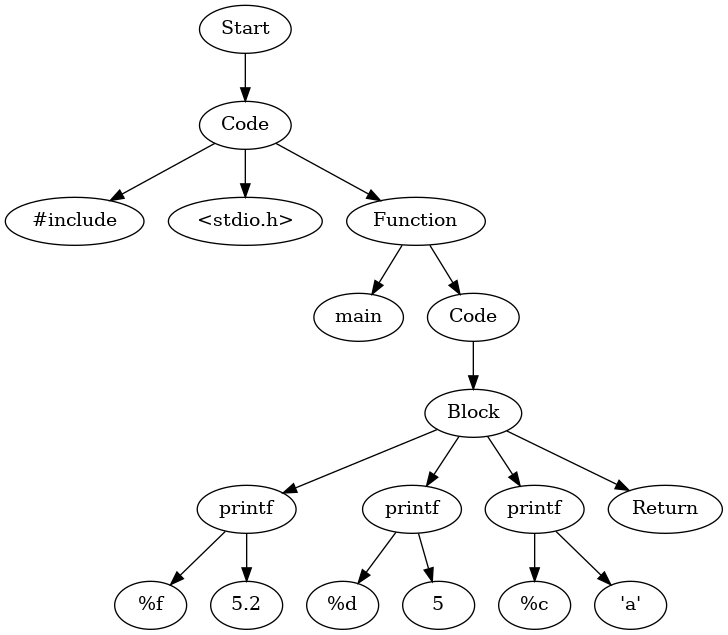 Start
Code
#include
<stdio.h>
Function
main
Code
Block
printf
printf
printf
Return
%f
5.2
%d
5
%c
'a'